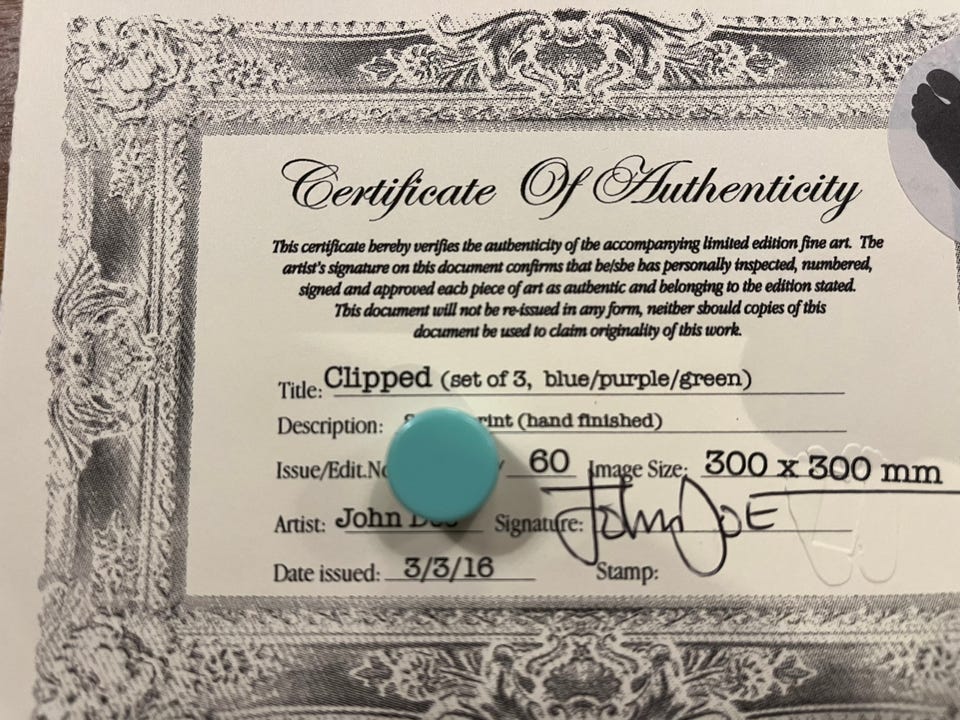 Certificate Of Authenticity
This certificate hereby verifies the authenticity of the accompanying limited edition fine art. The
artist's signature on this document confirms that he/she has personally inspected, numbered,
signed and approved each piece of art as authentic and belonging to the edition stated.
This document will not be re-issued in any form, neither should copies of this
document be used to claim originality of this work.
Title: Clipped (set of 3, blue/purple/green)
Description: (hand finished)
Issue/Edit. / 60 Image Size: 300 x 300 mm
Artist: John Signature: John Doe
Date issued: 3/3/16 Stamp: